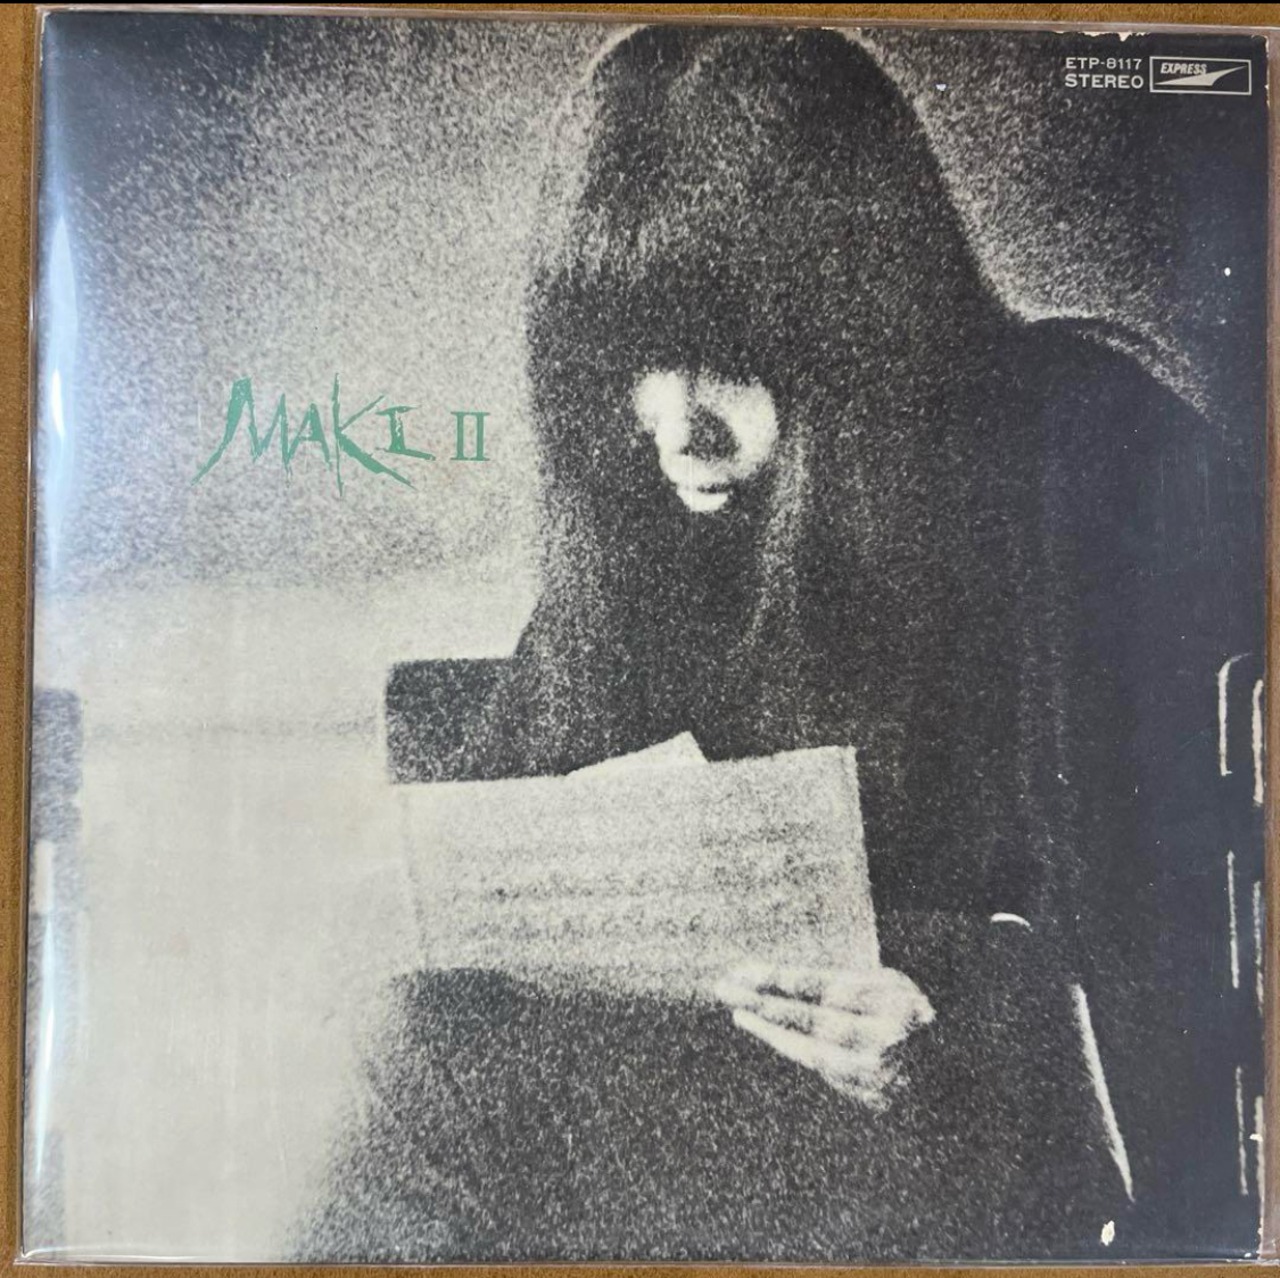 ETP-8117
STEREO
EXPRESS
MAKI II